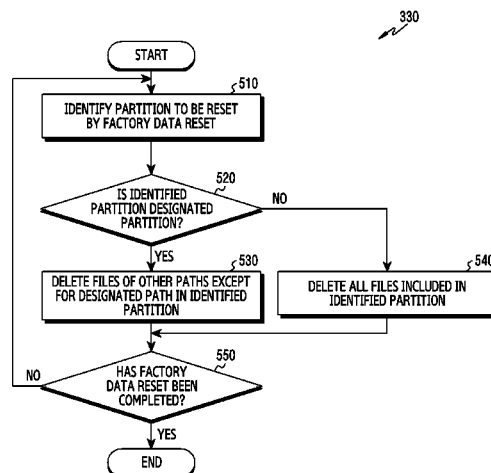 330
START
510
IDENTIFY PARTITION TO BE RESET
BY FACTORY DATA RESET
520
IS
IDENTIFIED
PARTITION DESIGNATED
PARTITION?
NO
YES
530
DELETE FILES OF OTHER PATHS EXCEPT
FOR DESIGNATED PATH IN IDENTIFIED
PARTITION
540
DELETE ALL FILES INCLUDED IN
IDENTIFIED PARTITION
550
HAS FACTORY
DATA RESET BEEN
COMPLETED?
NO
YES
END